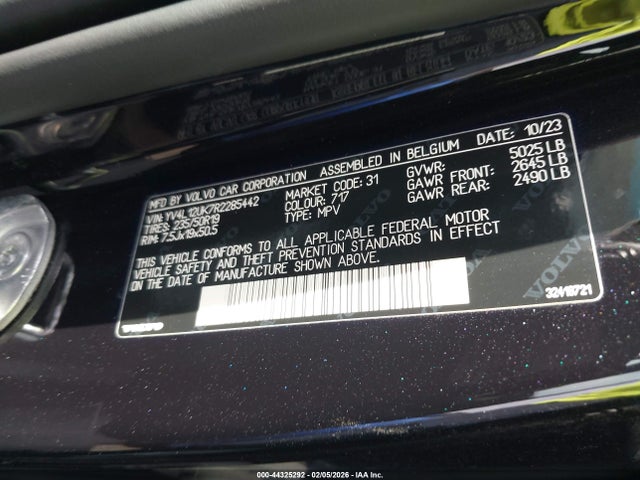 MFD BY VOLVO CAR CORPORATION ASSEMBLED IN BELGIUM DATE: 10/23
VIN: YV4L12UK7R2285442 MARKET CODE: 31 GVWR: 5025 LB
TIRES: 235/50R19 COLOUR: 717 GAWR FRONT: 2645 LB
RIM: 7.5Jx19x50.5 TYPE: MPV GAWR REAR: 2490 LB
THIS VEHICLE CONFORMS TO ALL APPLICABLE FEDERAL MOTOR
VEHICLE SAFETY AND THEFT PREVENTION STANDARDS IN EFFECT
ON THE DATE OF MANUFACTURE SHOWN ABOVE.
VOLVO 32419721
000-44325292 - 02/05/2026 - IAA Inc.